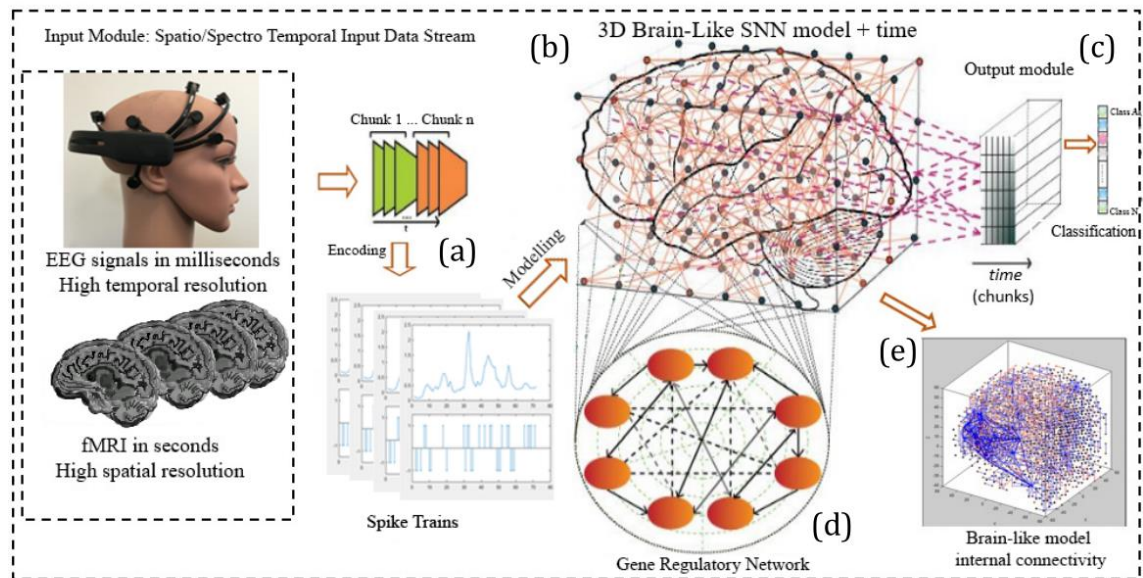 Input Module: Spatio/Spectro Temporal Input Data Stream
(b)
3D Brain-Like SNN model + time
(c)
Output module
Chunk 1 ... Chunk n
t
Class A
Class N
Classification
EEG signals in milliseconds
High temporal resolution
Encoding
(a)
Modelling
time
(chunks)
(e)
fMRI in seconds
High spatial resolution
Spike Trains
(d)
Gene Regulatory Network
Brain-like model
internal connectivity